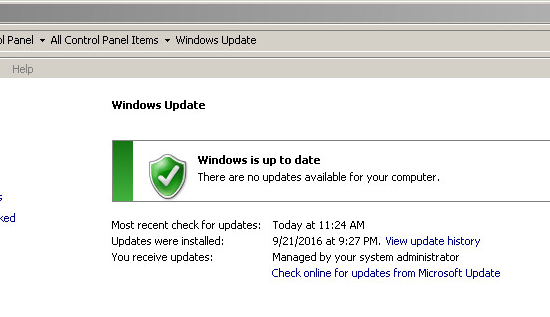 Panel ▾ All Control Panel Items ▾ Windows Update
Help
Windows Update
Windows is up to date
There are no updates available for your computer.
Most recent check for updates: Today at 11:24 AM
Updates were installed: 9/21/2016 at 9:27 PM. View update history
You receive updates: Managed by your system administrator
Check online for updates from Microsoft Update